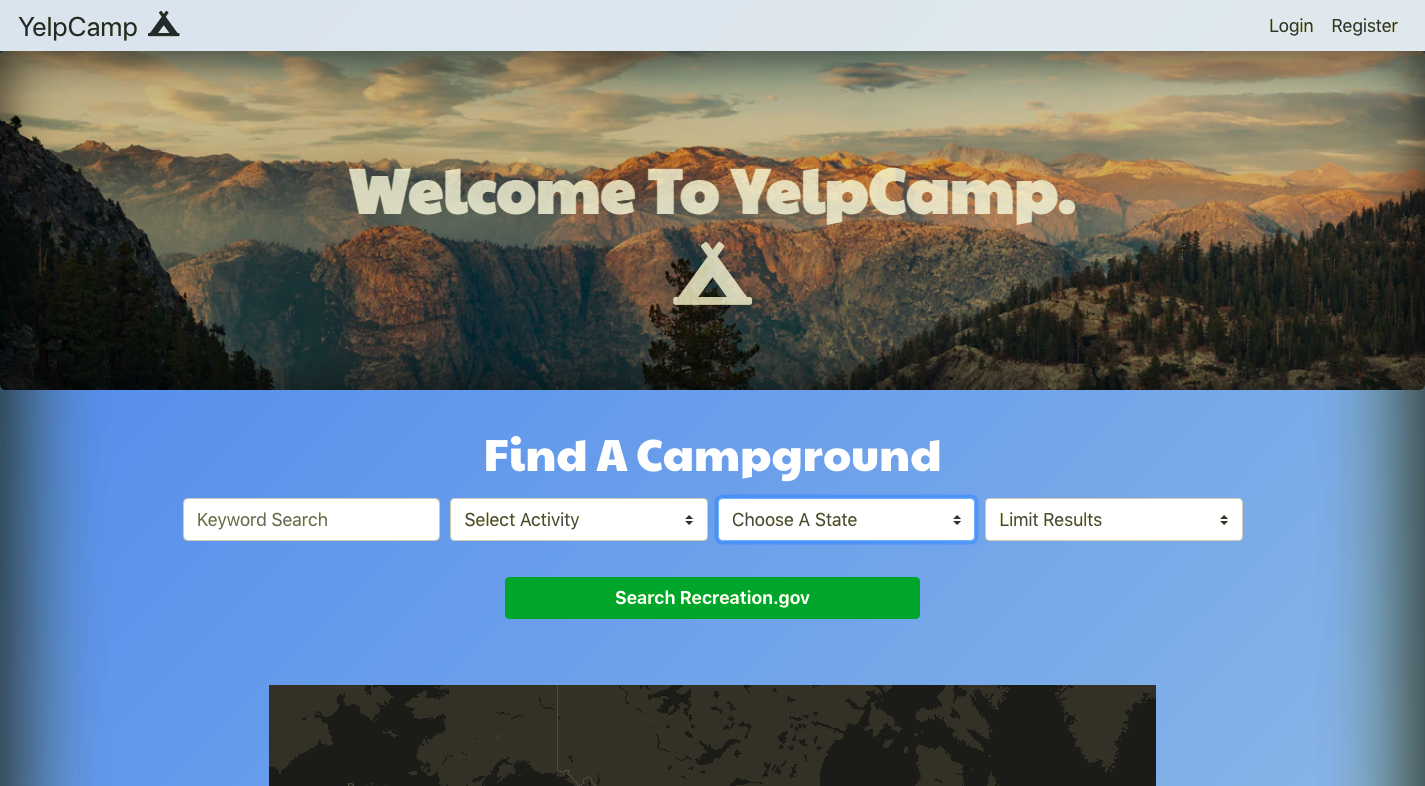 YelpCamp
Login Register
Welcome To YelpCamp.
Find A Campground
Keyword Search
Select Activity
Choose A State
Limit Results
Search Recreation.gov